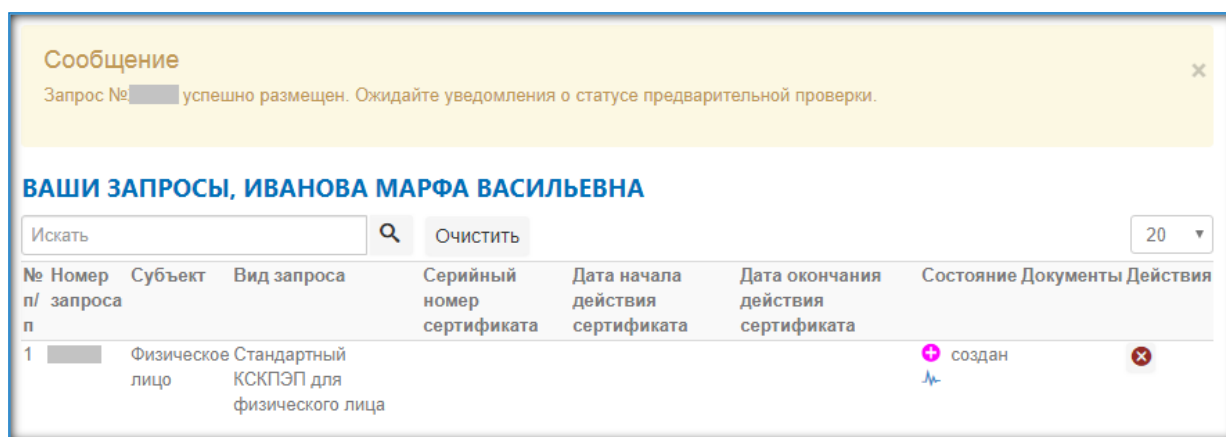 Сообщение
×
Запрос № успешно размещен. Ожидайте уведомления о статусе предварительной проверки.
ВАШИ ЗАПРОСЫ, ИВАНОВА МАРФА ВАСИЛЬЕВНА
Искать Очистить 20
№ Номер Субъект Вид запроса Серийный Дата начала Дата окончания Состояние Документы Действия
п/ запроса номер действия действия
п сертификата сертификата сертификата
1 Физическое Стандартный создан
лицо КСКПЭП для
физического лица